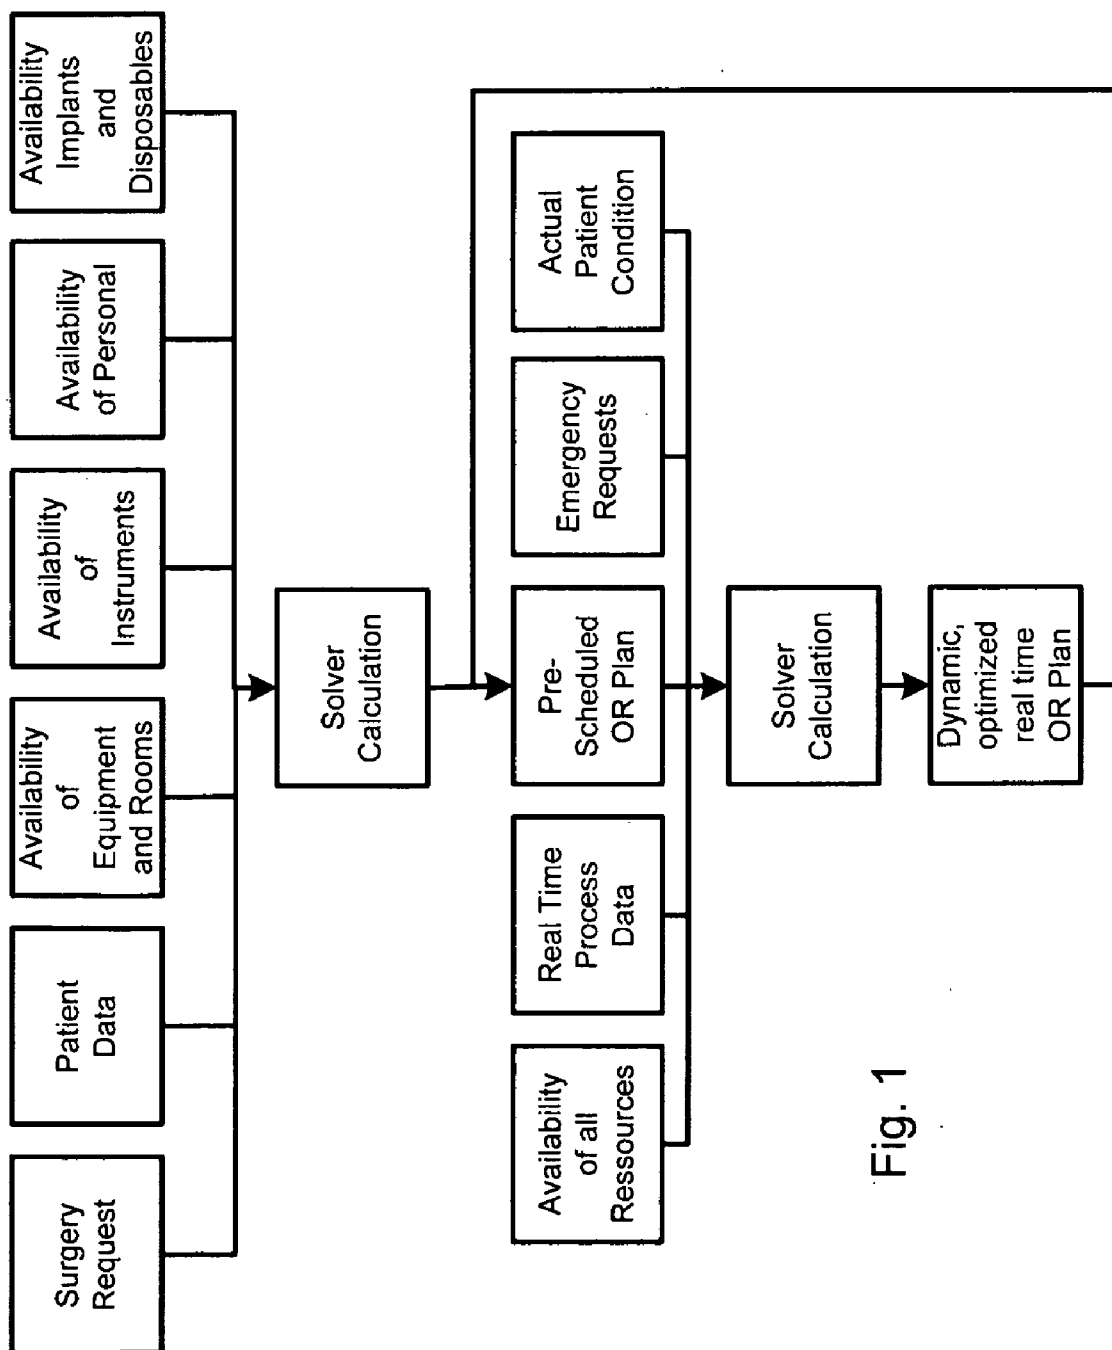 Surgery
Request
Patient
Data
Availability
of
Equipment
and Rooms
Availability
of
Instruments
Availability
of Personal
Availability
Implants
and
Disposables
Solver
Calculation
Availability
of all
Ressources
Real Time
Process
Data
Pre-
Scheduled
OR Plan
Emergency
Requests
Actual
Patient
Condition
Solver
Calculation
Dynamic,
optimized
real time
OR Plan
Fig. 1